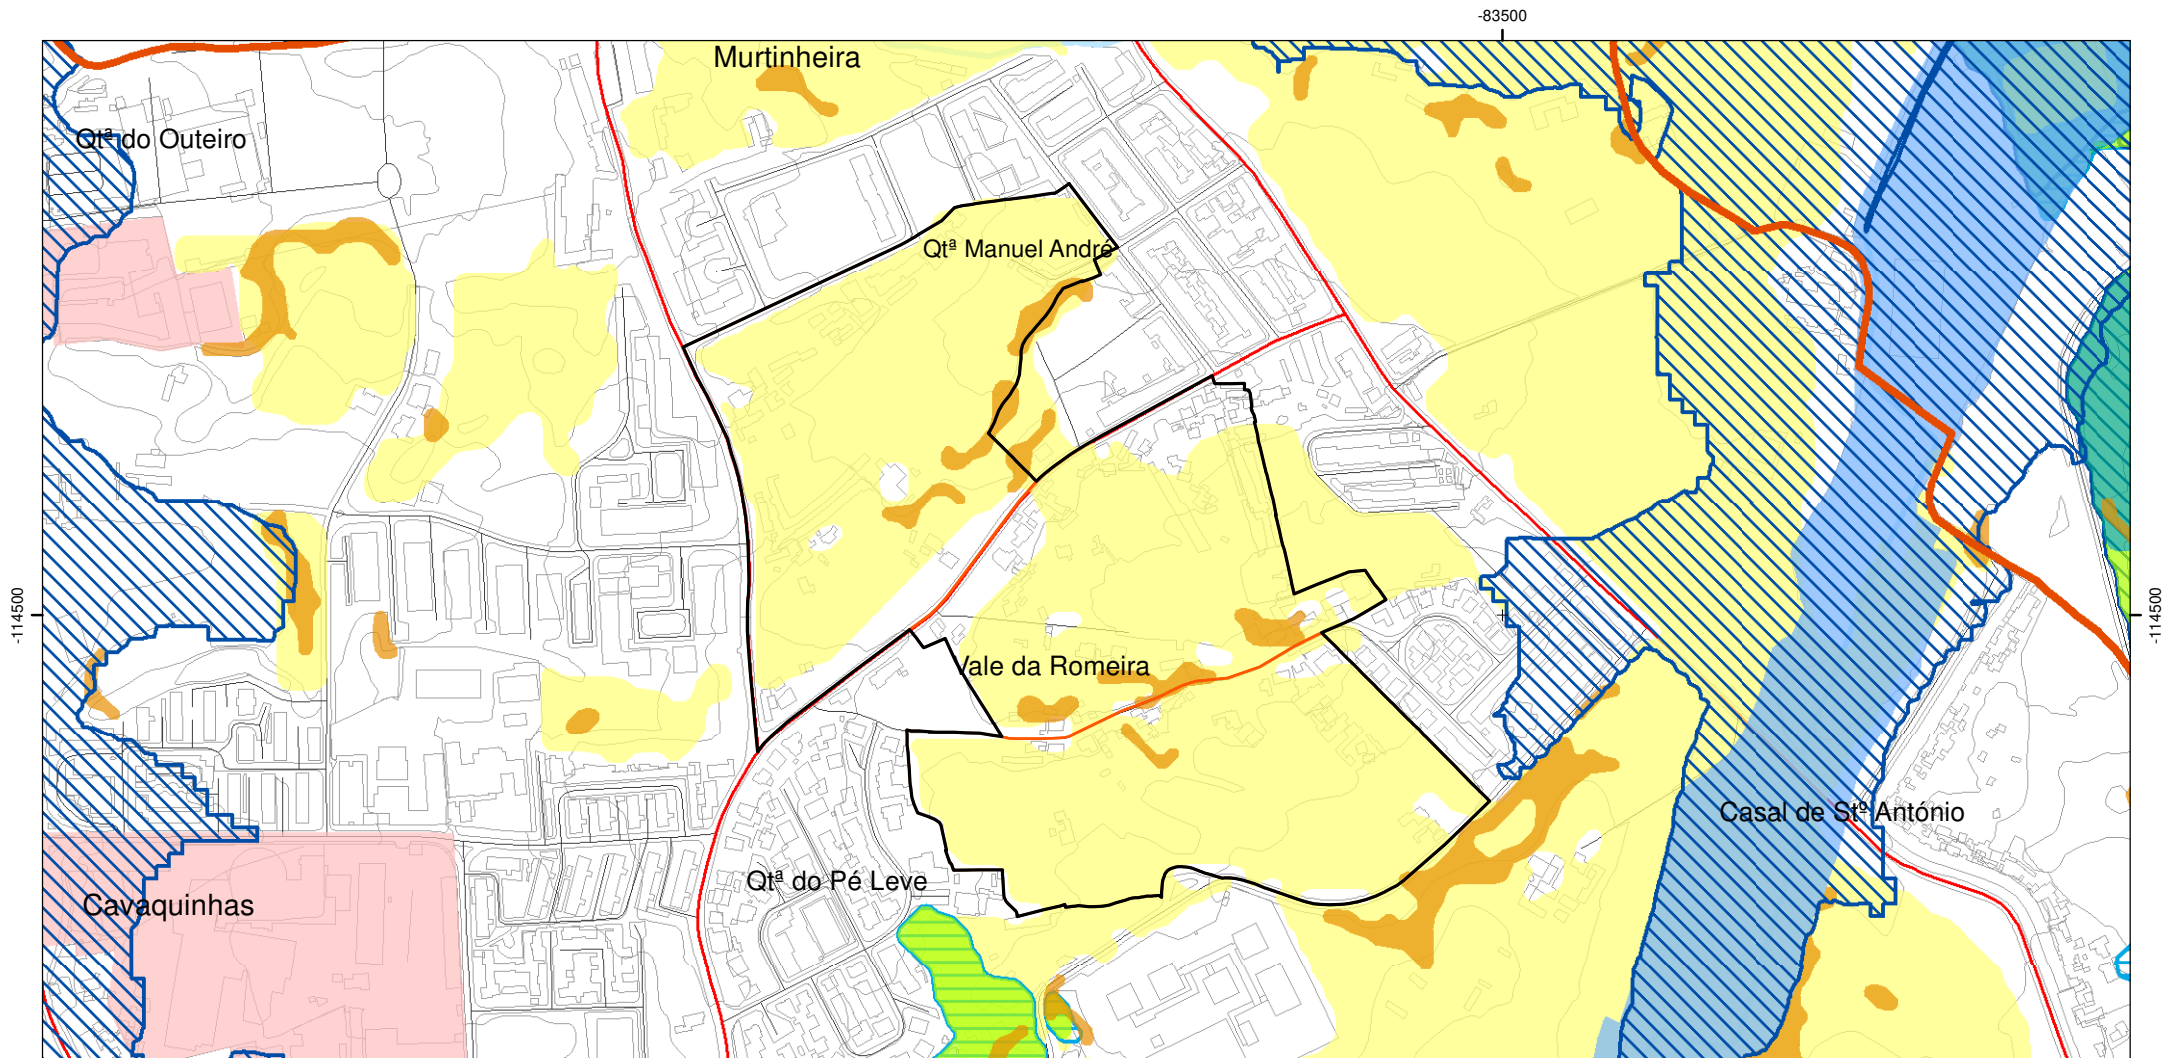 -83500
Murtinheira
Qtª do Outeiro
Qtª Manuel André
-114500
-114500
Vale da Romeira
Casal de Stº António
Qtª do Pé Leve
Cavaquinhas